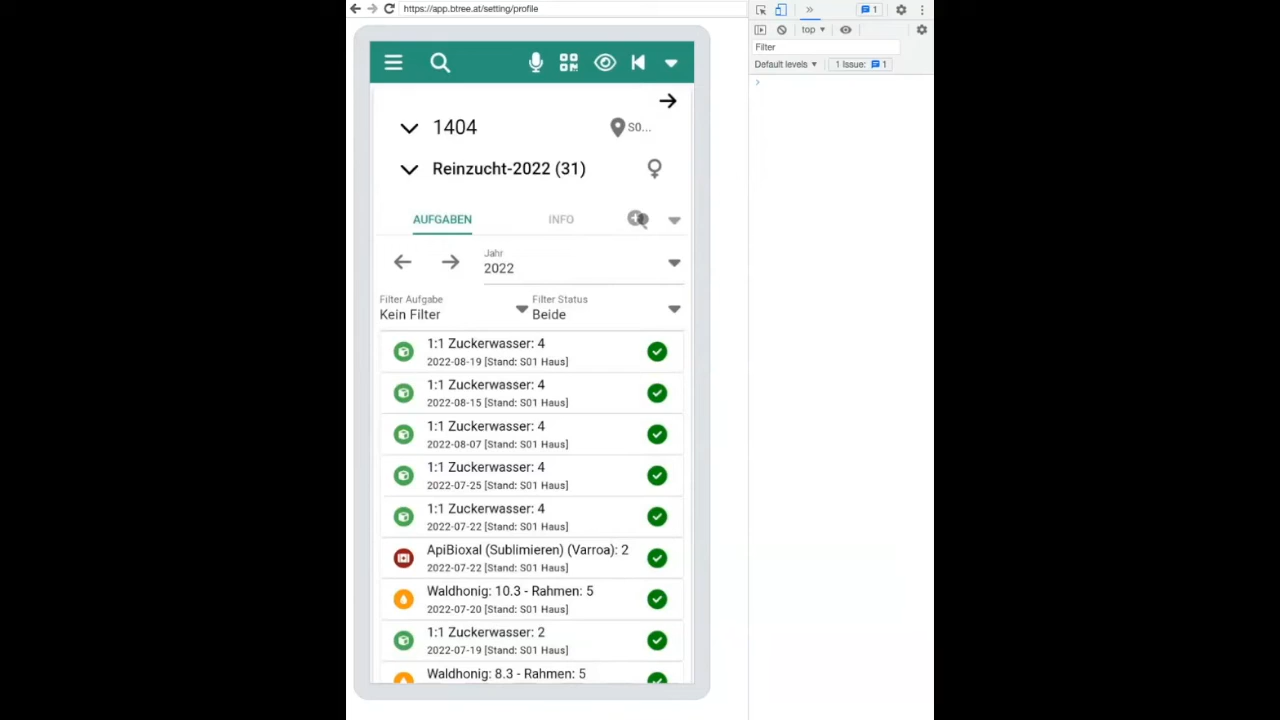 https://app.btree.at/setting/profile
1
top
Filter
Default levels
1 Issue:
1
1404
S0...
Reinzucht-2022 (31)
AUFGABEN
INFO
Jahr
2022
Filter Aufgabe
Filter Status
Kein Filter
Beide
1:1 Zuckerwasser: 4
2022-08-19 [Stand: S01 Haus]
1:1 Zuckerwasser: 4
2022-08-15 [Stand: S01 Haus]
1:1 Zuckerwasser: 4
2022-08-07 [Stand: S01 Haus]
1:1 Zuckerwasser: 4
2022-07-25 [Stand: S01 Haus]
1:1 Zuckerwasser: 4
2022-07-22 [Stand: S01 Haus]
ApiBioxal (Sublimieren) (Varroa): 2
2022-07-22 [Stand: S01 Haus]
Waldhonig: 10.3 - Rahmen: 5
2022-07-20 [Stand: S01 Haus]
1:1 Zuckerwasser: 2
2022-07-19 [Stand: S01 Haus]
Waldhonig: 8.3 - Rahmen: 5